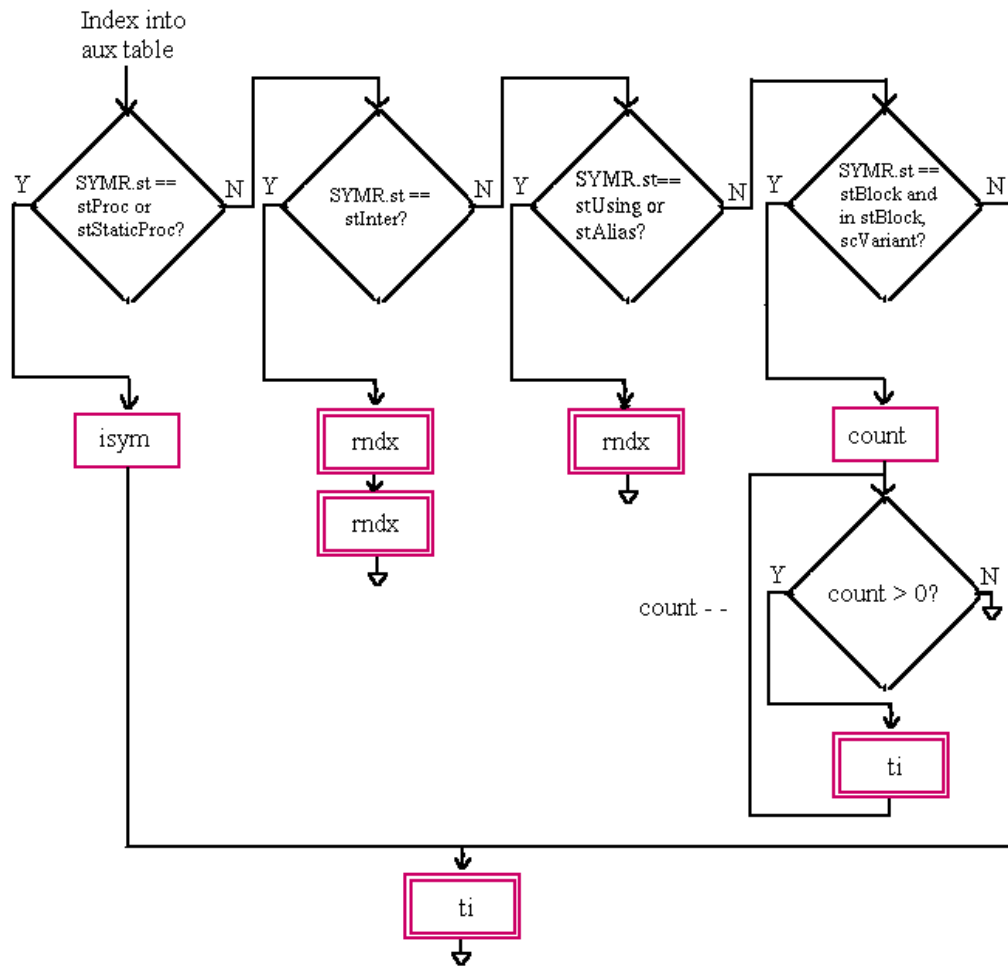 Index into
aux table
Y
SYMR.st ==
stProc or
stStaticProc?
N
Y
SYMR.st ==
stInter?
N
Y
SYMR.st==
stUsing or
stAlias?
N
Y
SYMR.st ==
stBlock and
in stBlock,
scVariant?
N
isym
rndx
rndx
rndx
count
Y
count > 0?
N
count - -
ti
ti